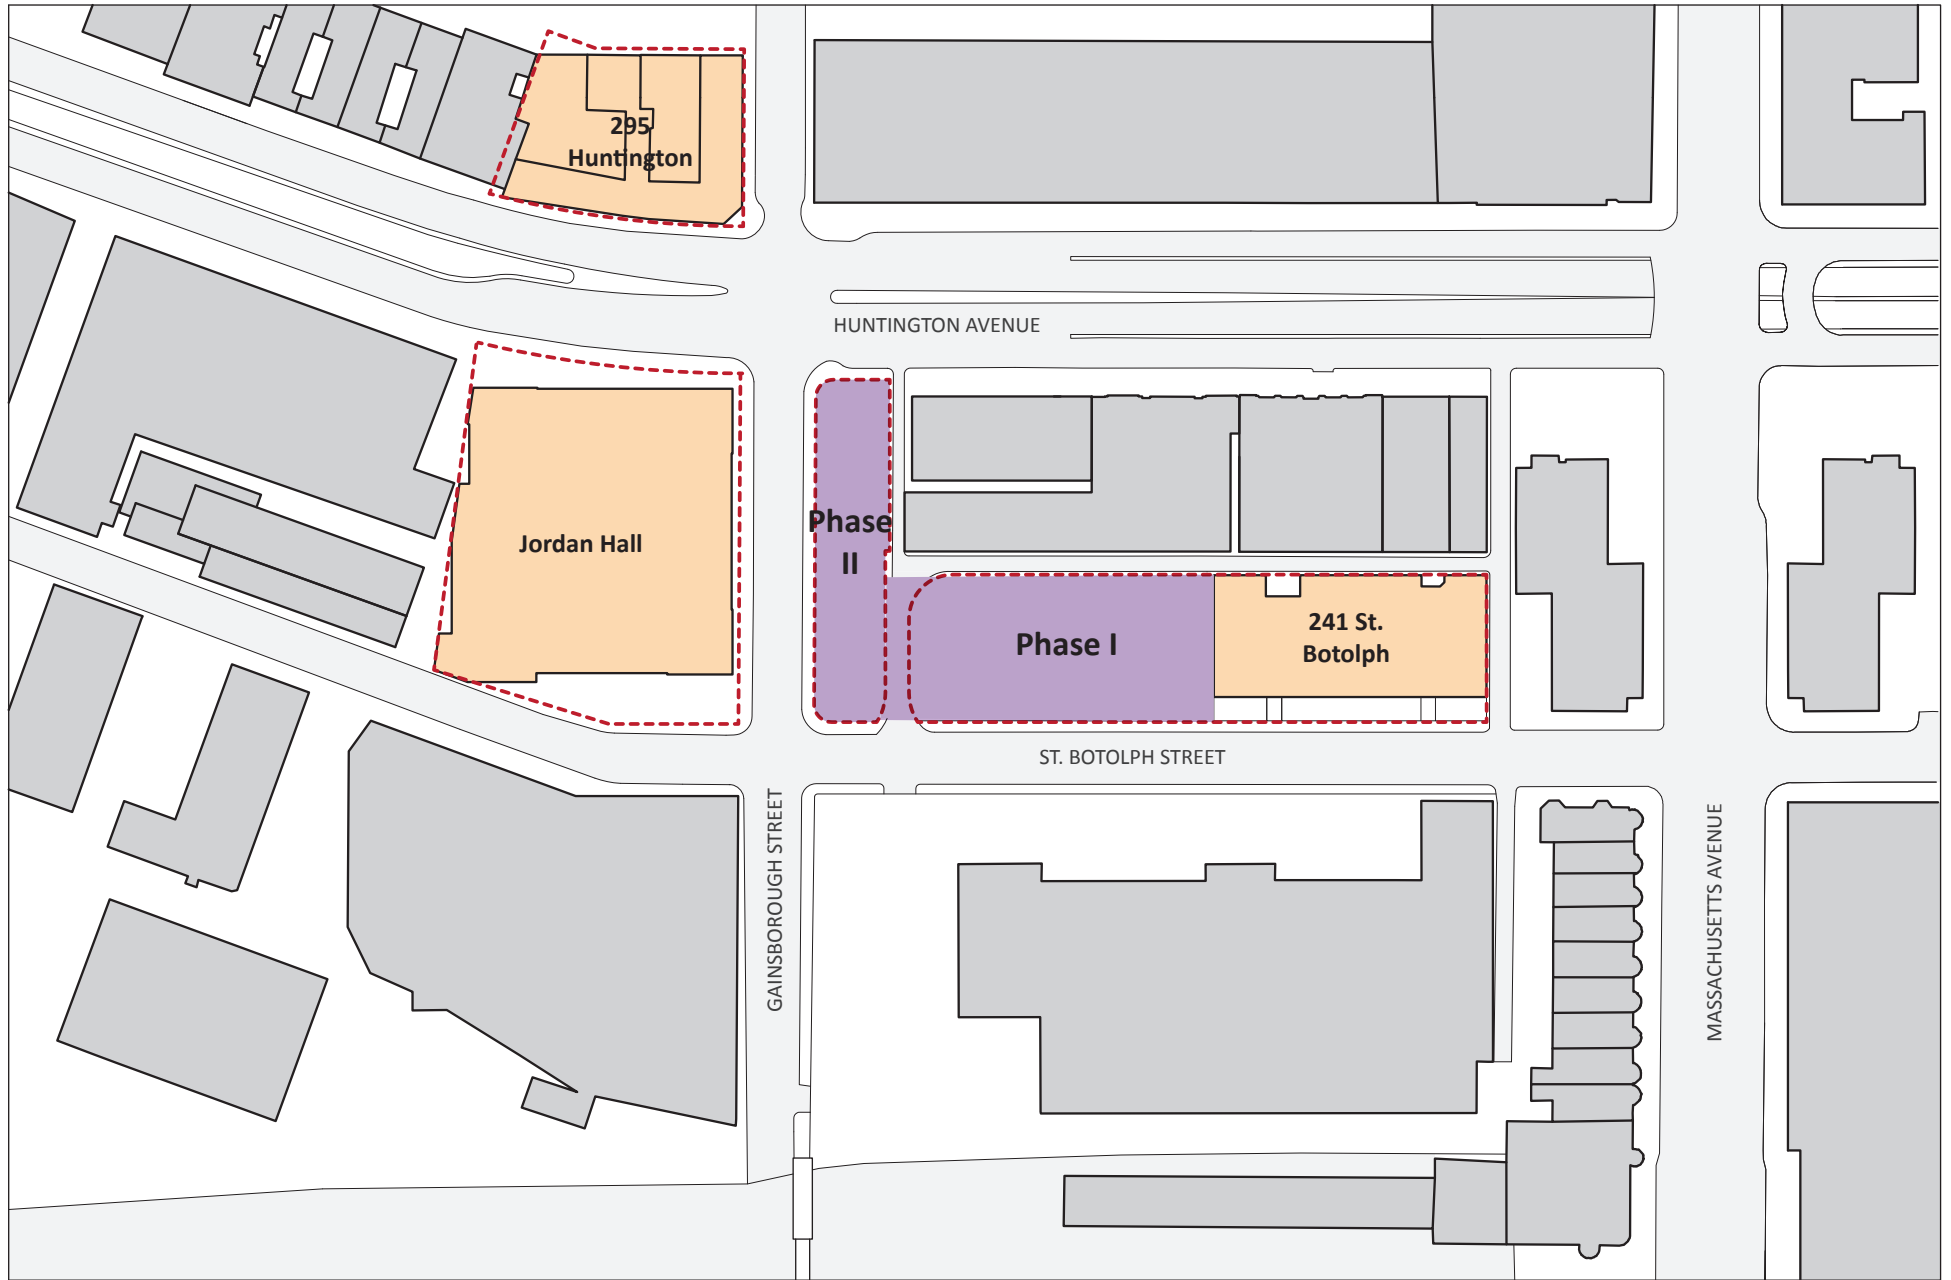 295
Huntington
HUNTINGTON AVENUE
Jordan Hall
Phase
II
Phase I
241 St.
Botolph
ST. BOTOLPH STREET
GAINSBOROUGH STREET
MASSACHUSETTS AVENUE